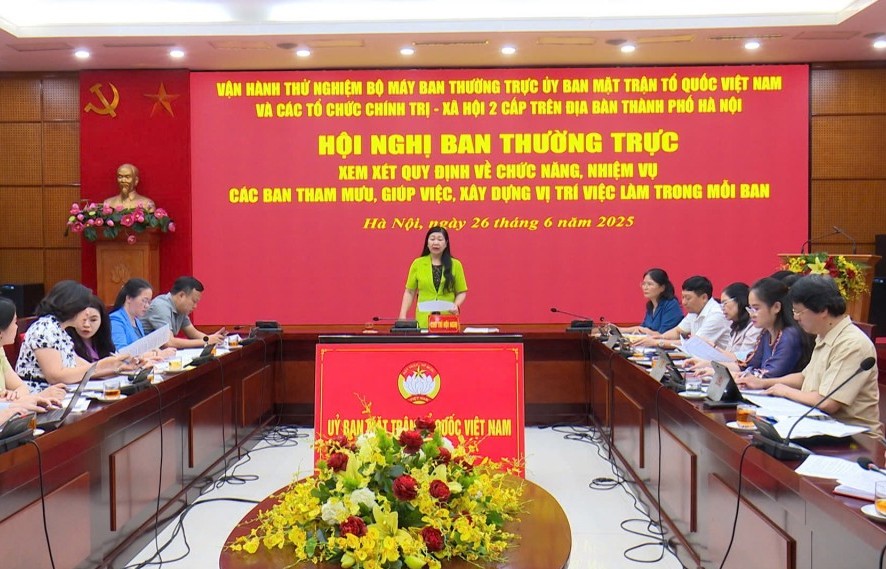 VẬN HÀNH THỬ NGHIỆM BỘ MÁY BAN THƯỜNG TRỰC ỦY BAN MẶT TRẬN TỔ QUỐC VIỆT NAM
VÀ CÁC TỔ CHỨC CHÍNH TRỊ - XÃ HỘI 2 CẤP TRÊN ĐỊA BÀN THÀNH PHỐ HÀ NỘI
HỘI NGHỊ BAN THƯỜNG TRỰC
XEM XÉT QUY ĐỊNH VỀ CHỨC NĂNG, NHIỆM VỤ
CÁC BAN THAM MƯU, GIÚP VIỆC, XÂY DỰNG VỊ TRÍ VIỆC LÀM TRONG MỖI BAN
Hà Nội, ngày 26 tháng 6 năm 2025
UỶ BAN MẶT TRẬN TỔ QUỐC VIỆT NAM